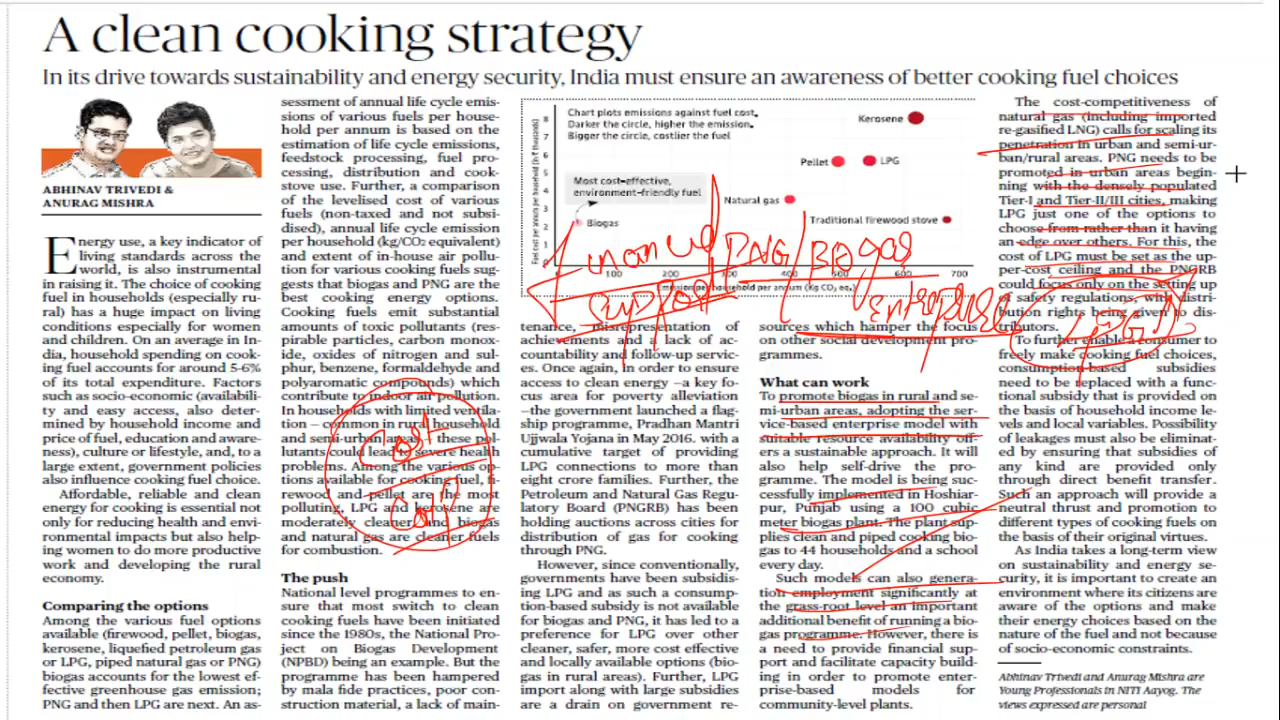 A clean cooking strategy
In its drive towards sustainability and energy security, India must ensure an awareness of better cooking fuel choices
ABHINAV TRIVEDI &
ANURAG MISHRA
Energy use, a key indicator of
living standards across the
world, is also instrumental
in raising it. The choice of cooking
fuel in households (especially ru-
ral) has a huge impact on living
conditions especially for women
and children. On an average in In-
dia, household spending on cook-
ing fuel accounts for around 5-6%
of its total expenditure. Factors
such as socio-economic (availabili-
ty and easy access, also deter-
mined by household income and
price of fuel, education and aware-
ness), culture or lifestyle, and, to a
large extent, government policies
also influence cooking fuel choice.
Affordable, reliable and clean
energy for cooking is essential not
only for reducing health and envi-
ronmental impacts but also help-
ing women to do more productive
work and developing the rural
economy.
Comparing the options
Among the various fuel options
available (firewood, pellet, biogas,
kerosene, liquefied petroleum gas
or LPG, piped natural gas or PNG)
biogas accounts for the lowest ef-
fective greenhouse gas emission;
PNG and then LPG are next. An as-
sessment of annual life cycle emis-
sions of various fuels per house-
hold per annum is based on the
estimation of life cycle emissions,
feedstock processing, fuel pro-
cessing, distribution and cook-
stove use. Further, a comparison
of the levelised cost of various
fuels (non-taxed and not subsi-
dised), annual life cycle emission
per household (kg/CO₂ equivalent)
and extent of in-house air pollu-
tion for various cooking fuels sug-
gests that biogas and PNG are the
best cooking energy options.
Cooking fuels emit substantial
amounts of toxic pollutants (res-
pirable particles, carbon monox-
ide, oxides of nitrogen and sul-
phur, benzene, formaldehyde and
polyaromatic compounds) which
contribute to indoor air pollution.
In households with limited ventila-
tion – common in rural household
and semi-urban areas – these pol-
lutants could lead to severe health
problems. Among the various op-
tions available for cooking fuel, fi-
rewood and pellet are the most
polluting, LPG and kerosene are
moderately cleaner and biogas
and natural gas are cleaner fuels
for combustion.
Cost
The push
National level programmes to en-
sure that most switch to clean
cooking fuels have been initiated
since the 1980s, the National Pro-
ject on Biogas Development
(NPBD) being an example. But the
programme has been hampered
by mala fide practices, poor con-
struction material, a lack of main-
Chart plots emissions against fuel cost.
Darker the circle, higher the emission.
Bigger the circle, costlier the fuel
8
7
6
5
4
3
2
1
Fuel cost per annum per household (in ₹ thousands)
Kerosene
Pellet
LPG
Most cost-effective,
environment-friendly fuel
Natural gas
Biogas
Traditional firewood stove
100
600
700
Emission per household per annum (Kg CO₂ eq.)
PNG/Biogas
support
tenance, misrepresentation of
achievements and a lack of ac-
countability and follow-up servic-
es. Once again, in order to ensure
access to clean energy –a key fo-
cus area for poverty alleviation
–the government launched a flag-
ship programme, Pradhan Mantri
Ujjwala Yojana in May 2016. with a
cumulative target of providing
LPG connections to more than
eight crore families. Further, the
Petroleum and Natural Gas Regu-
latory Board (PNGRB) has been
holding auctions across cities for
distribution of gas for cooking
through PNG.
However, since conventionally,
governments have been subsidis-
ing LPG and as such a consump-
tion-based subsidy is not available
for biogas and PNG, it has led to a
preference for LPG over other
cleaner, safer, more cost effective
and locally available options (bio-
gas in rural areas). Further, LPG
import along with large subsidies
are a drain on government re-
sources which hamper the focus
on other social development pro-
grammes.
What can work
To promote biogas in rural and se-
mi-urban areas, adopting the ser-
vice-based enterprise model with
suitable resource availability off-
ers a sustainable approach. It will
also help self-drive the pro-
gramme. The model is being suc-
cessfully implemented in Hoshiar-
pur, Punjab using a 100 cubic
meter biogas plant. The plant sup-
plies clean and piped cooking bio-
gas to 44 households and a school
every day.
Such models can also genera-
tion employment significantly at
the grass-root level an important
additional benefit of running a bio-
gas programme. However, there is
a need to provide financial sup-
port and facilitate capacity build-
ing in order to promote enter-
prise-based models for
community-level plants.
The cost-competitiveness of
natural gas (including imported
re-gasified LNG) calls for scaling its
penetration in urban and semi-ur-
ban/rural areas. PNG needs to be
promoted in urban areas begin-
ning with the densely populated
Tier-I and Tier-II/III cities, making
LPG just one of the options to
choose from rather than it having
an edge over others. For this, the
cost of LPG must be set as the up-
per-cost ceiling and the PNGRB
could focus only on the setting up
of safety regulations, with distri-
bution rights being given to dis-
tributors.
To further enable a consumer to
freely make cooking fuel choices,
consumption-based subsidies
need to be replaced with a func-
tional subsidy that is provided on
the basis of household income le-
vels and local variables. Possibility
of leakages must also be eliminat-
ed by ensuring that subsidies of
any kind are provided only
through direct benefit transfer.
Such an approach will provide a
neutral thrust and promotion to
different types of cooking fuels on
the basis of their original virtues.
As India takes a long-term view
on sustainability and energy se-
curity, it is important to create an
environment where its citizens are
aware of the options and make
their energy choices based on the
nature of the fuel and not because
of socio-economic constraints.
Abhinav Trivedi and Anurag Mishra are
Young Professionals in NITI Aayog. The
views expressed are personal